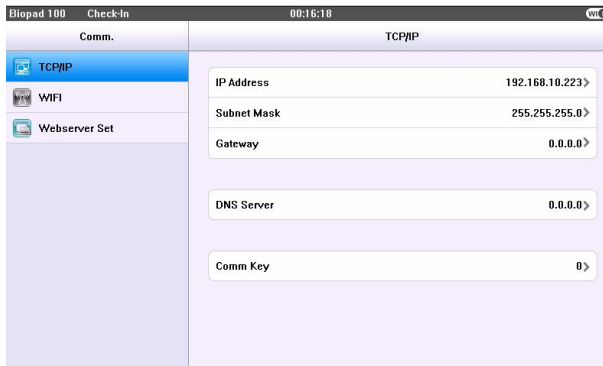 Biopad 100 Check-In 00:16:18
Comm.
TCP/IP
WIFI
Webserver Set
TCP/IP
IP Address 192.168.10.223
Subnet Mask 255.255.255.0
Gateway 0.0.0.0
DNS Server 0.0.0.0
Comm Key 0